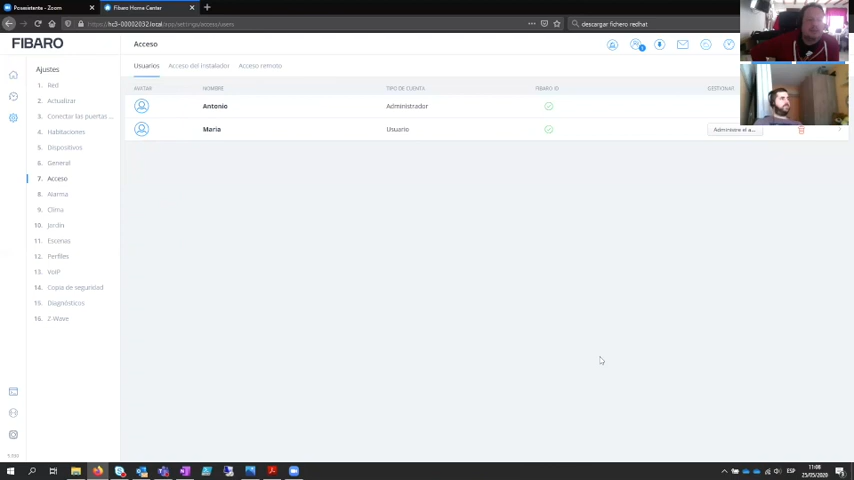 Posasistente - Zoom
Fibaro Home Center
https://hc3-00002032.local/app/settings/access/users
descargar fichero redhat
FIBARO
Acceso
1
Ajustes
1. Red
2. Actualizar
3. Conectar las puertas ...
4. Habitaciones
5. Dispositivos
6. General
7. Acceso
8. Alarma
9. Clima
10. Jardín
11. Escenas
12. Perfiles
13. VoIP
14. Copia de seguridad
15. Diagnósticos
16. Z-Wave
Usuarios
Acceso del instalador
Acceso remoto
AVATAR
NOMBRE
TIPO DE CUENTA
FIBARO ID
GESTIONAR
Antonio
Administrador
Maria
Usuario
Administre el a...
ESP
11:08
25/05/2020